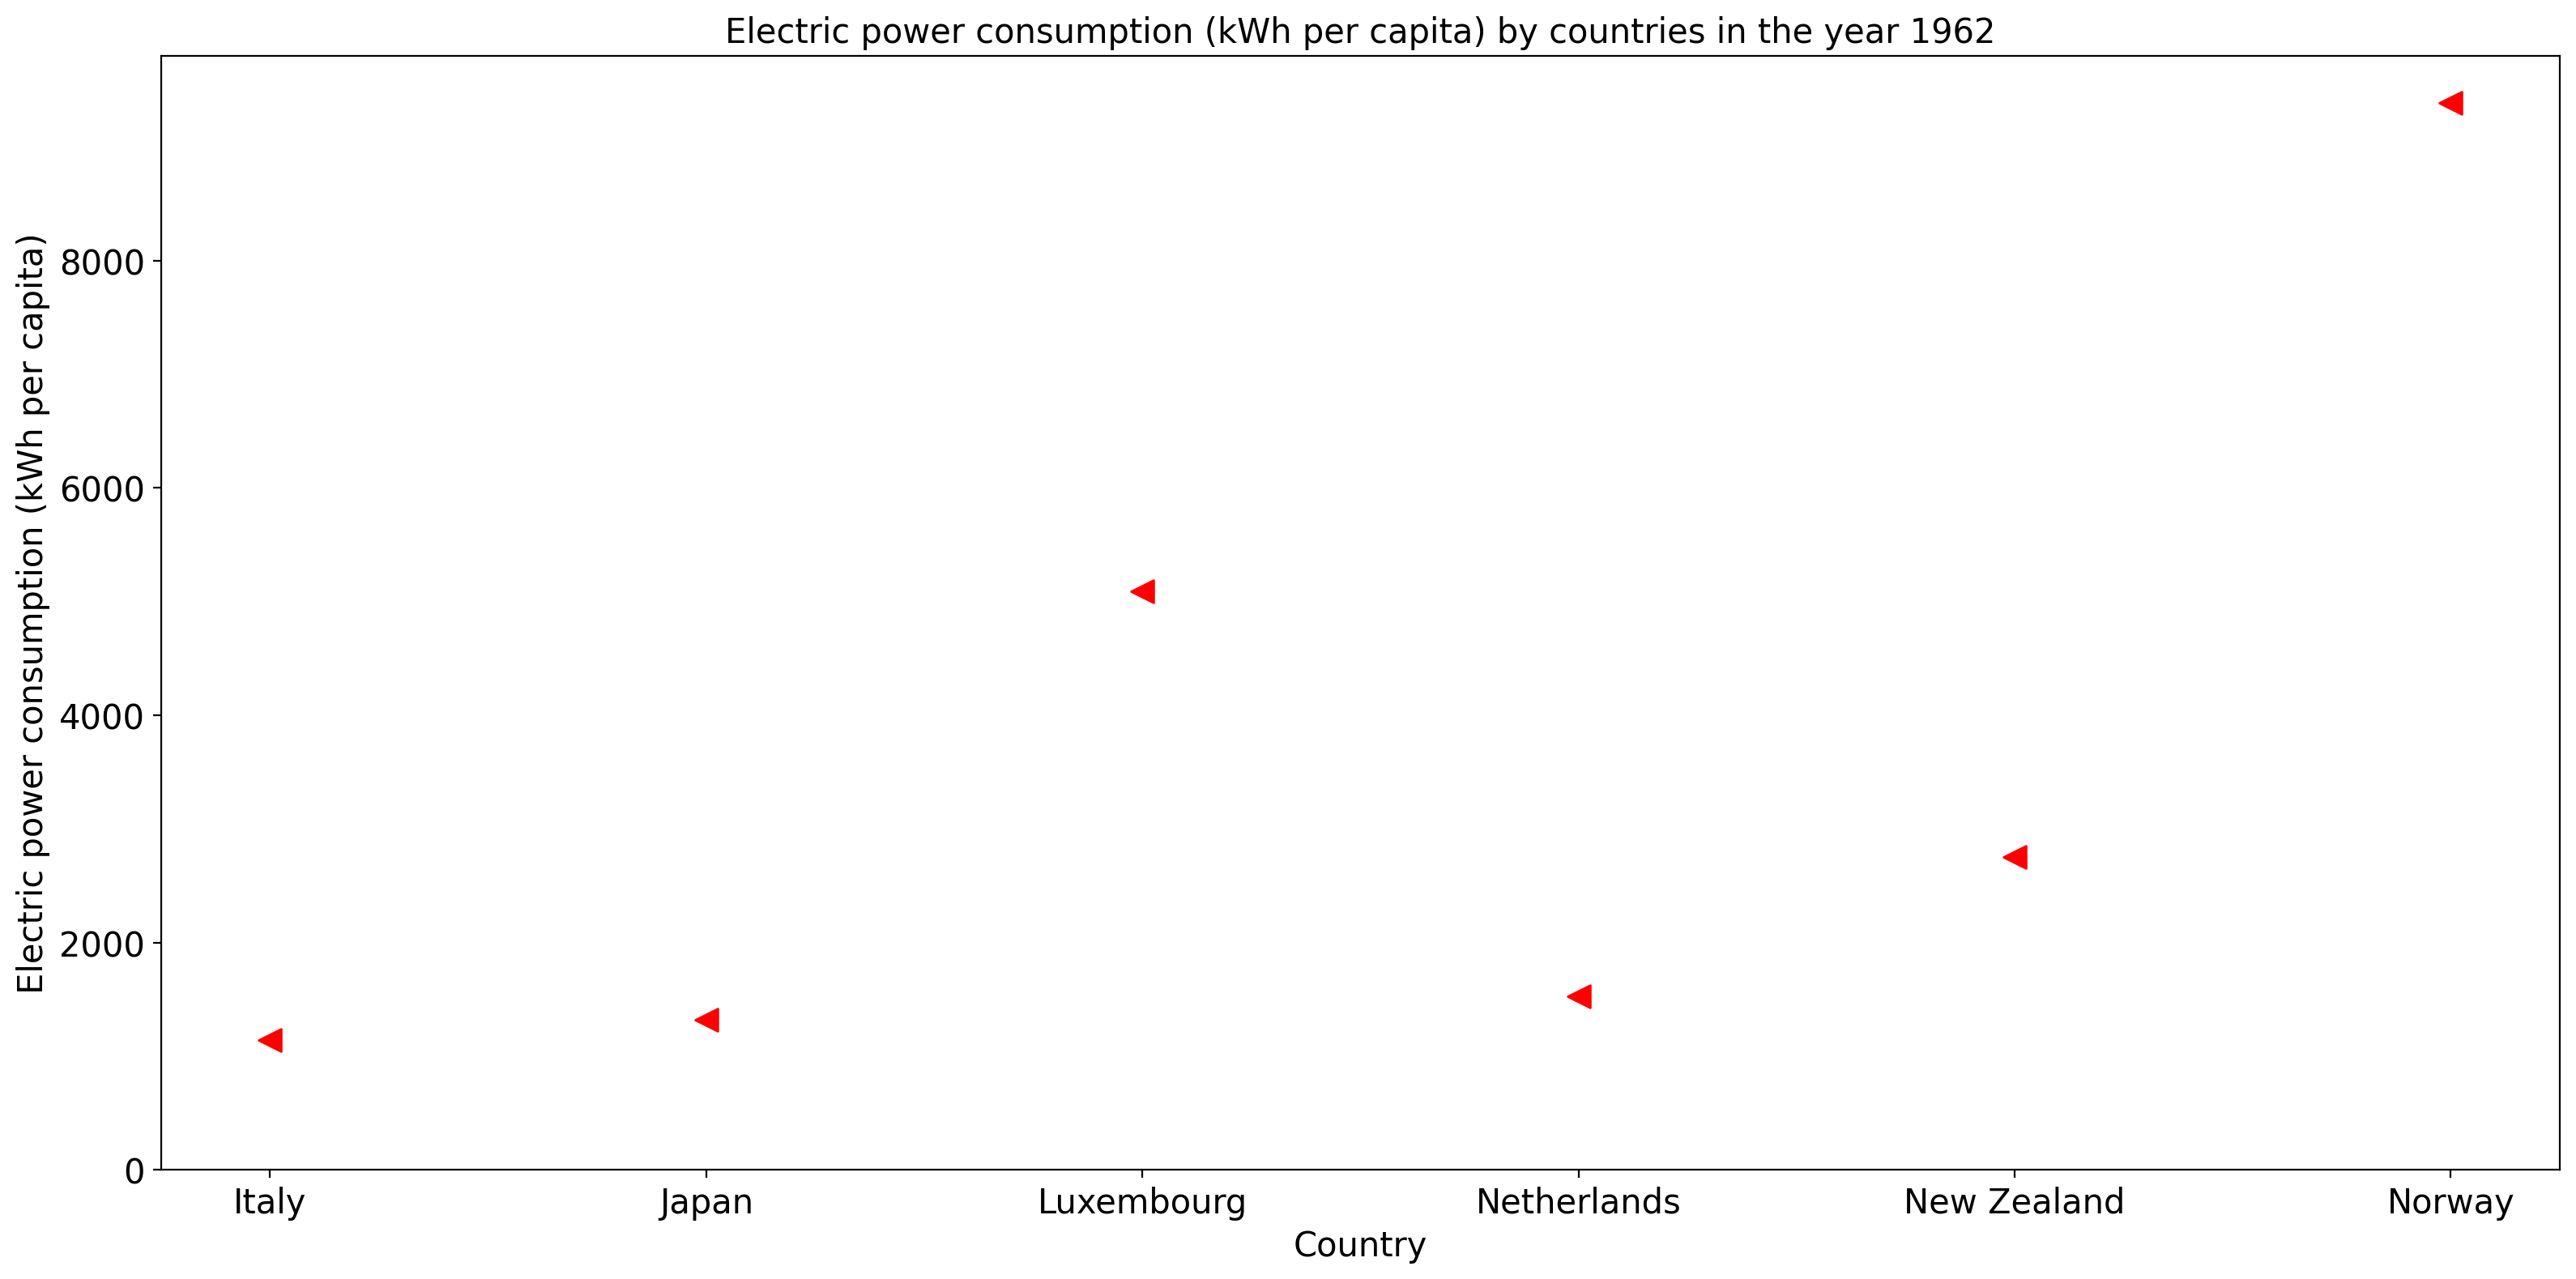 Electric power consumption (kWh per capita) by countries in the year 1962
Electric power consumption (kWh per capita)
8000
6000
4000
2000
0
Italy
Japan
Luxembourg
Netherlands
New Zealand
Norway
Country